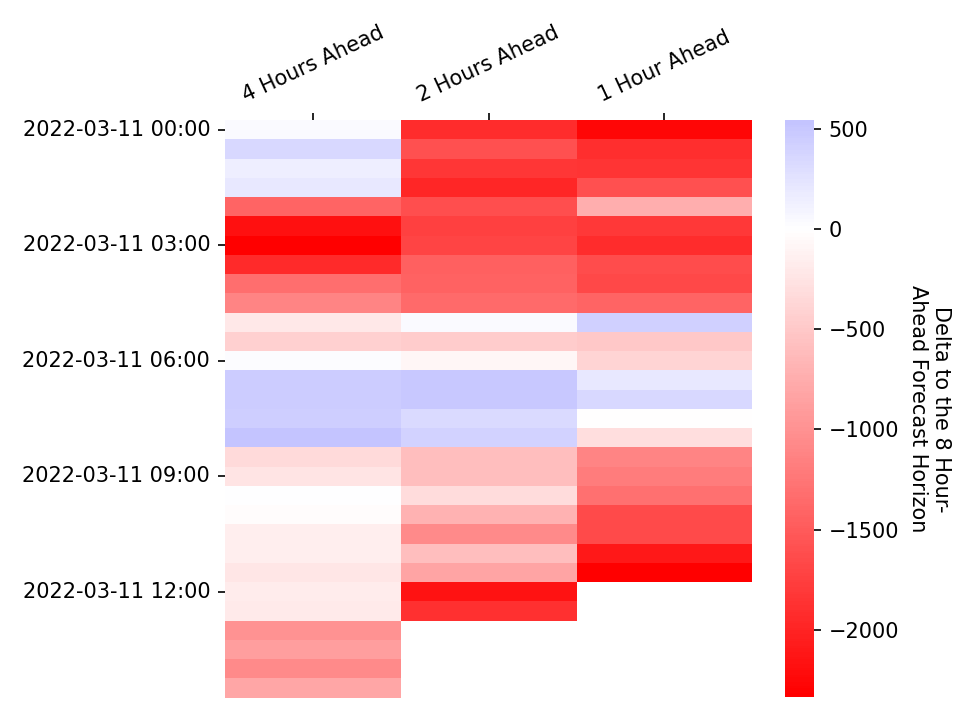 4 Hours Ahead
2 Hours Ahead
1 Hour Ahead
2022-03-11 00:00
2022-03-11 03:00
2022-03-11 06:00
2022-03-11 09:00
2022-03-11 12:00
500
0
−500
−1000
−1500
−2000
Delta to the 8 Hour-
Ahead Forecast Horizon